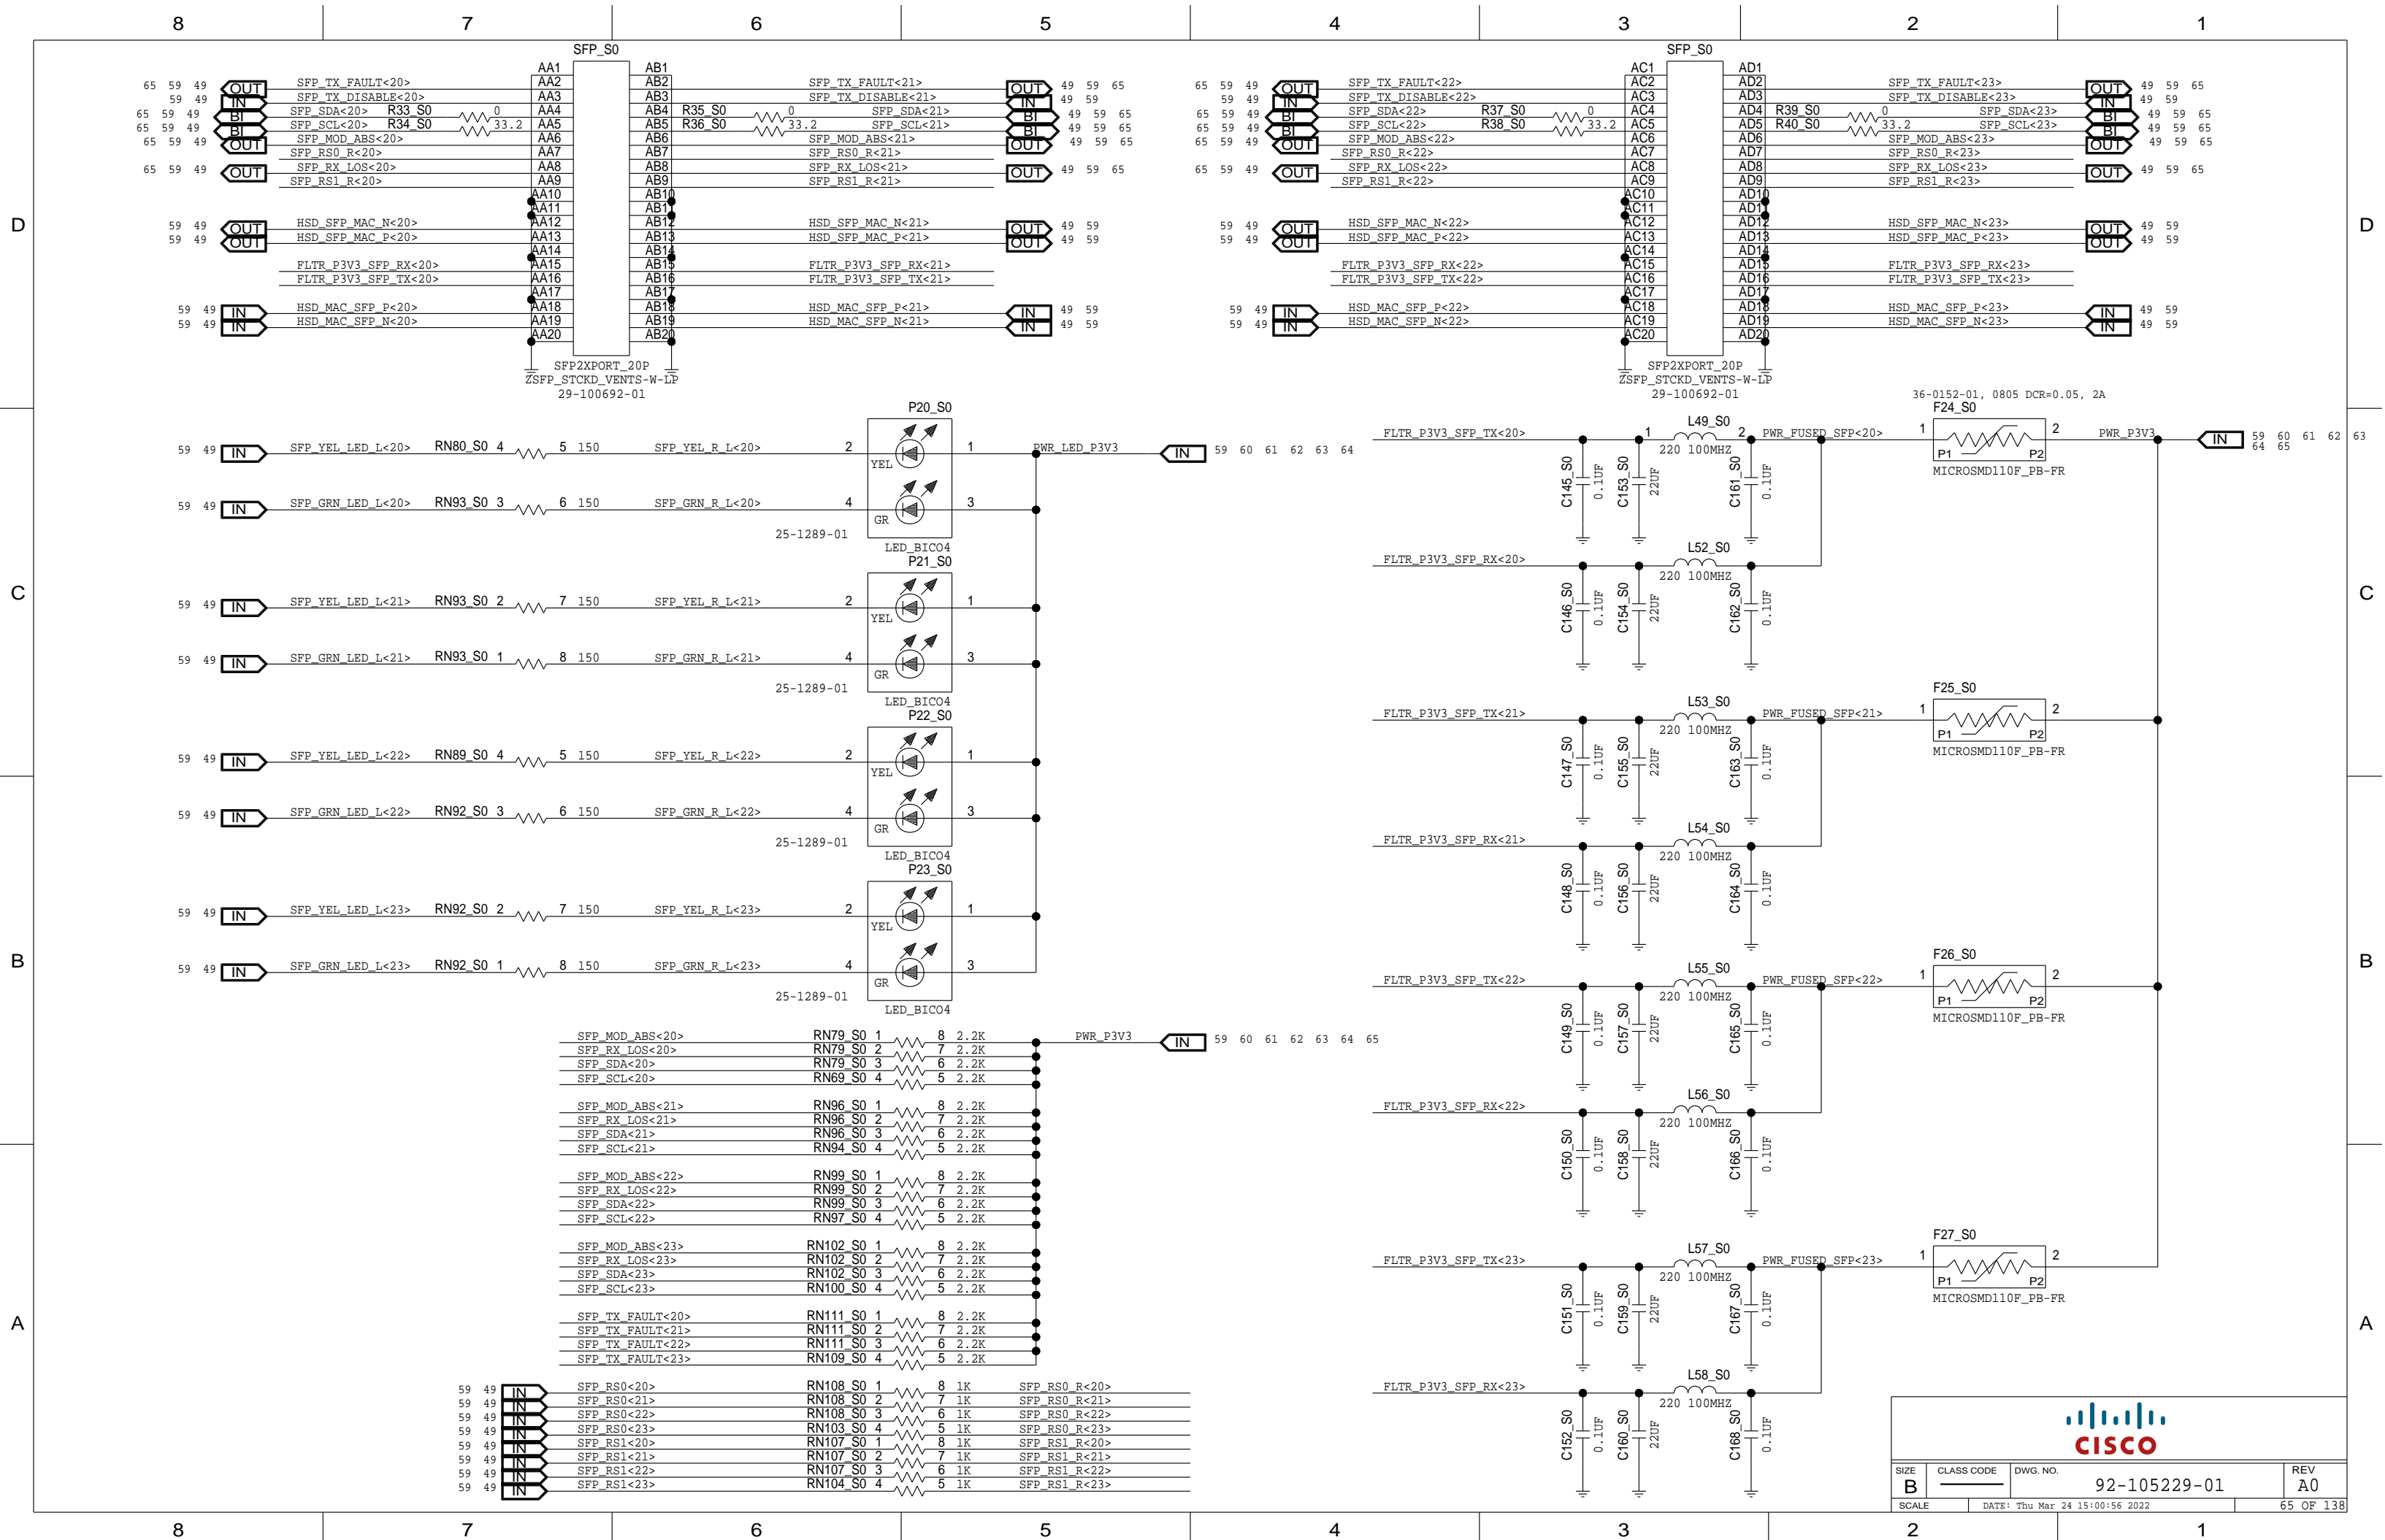 8 7 6 5 4 3 2 1
SFP_S0
AA1 AB1
65 59 49 OUT SFP_TX_FAULT<20> AA2 AB2 SFP_TX_FAULT<21> OUT 49 59 65
59 49 IN SFP_TX_DISABLE<20> AA3 AB3 SFP_TX_DISABLE<21> IN 49 59
65 59 49 BI SFP_SDA<20> R33_S0 0 AA4 AB4 R35_S0 0 SFP_SDA<21> BI 49 59 65
65 59 49 BI SFP_SCL<20> R34_S0 33.2 AA5 AB5 R36_S0 33.2 SFP_SCL<21> BI 49 59 65
65 59 49 OUT SFP_MOD_ABS<20> AA6 AB6 SFP_MOD_ABS<21> OUT 49 59 65
SFP_RS0_R<20> AA7 AB7 SFP_RS0_R<21>
65 59 49 OUT SFP_RX_LOS<20> AA8 AB8 SFP_RX_LOS<21> OUT 49 59 65
SFP_RS1_R<20> AA9 AB9 SFP_RS1_R<21>
AA10 AB10
AA11 AB11
59 49 OUT HSD_SFP_MAC_N<20> AA12 AB12 HSD_SFP_MAC_N<21> OUT 49 59
59 49 OUT HSD_SFP_MAC_P<20> AA13 AB13 HSD_SFP_MAC_P<21> OUT 49 59
AA14 AB14
FLTR_P3V3_SFP_RX<20> AA15 AB15 FLTR_P3V3_SFP_RX<21>
FLTR_P3V3_SFP_TX<20> AA16 AB16 FLTR_P3V3_SFP_TX<21>
AA17 AB17
59 49 IN HSD_MAC_SFP_P<20> AA18 AB18 HSD_MAC_SFP_P<21> IN 49 59
59 49 IN HSD_MAC_SFP_N<20> AA19 AB19 HSD_MAC_SFP_N<21> IN 49 59
AA20 AB20
SFP2XPORT_20P
ZSFP_STCKD_VENTS-W-LP
29-100692-01
SFP_S0
AC1 AD1
65 59 49 OUT SFP_TX_FAULT<22> AC2 AD2 SFP_TX_FAULT<23> OUT 49 59 65
59 49 IN SFP_TX_DISABLE<22> AC3 AD3 SFP_TX_DISABLE<23> IN 49 59
65 59 49 BI SFP_SDA<22> R37_S0 0 AC4 AD4 R39_S0 0 SFP_SDA<23> BI 49 59 65
65 59 49 BI SFP_SCL<22> R38_S0 33.2 AC5 AD5 R40_S0 33.2 SFP_SCL<23> BI 49 59 65
65 59 49 OUT SFP_MOD_ABS<22> AC6 AD6 SFP_MOD_ABS<23> OUT 49 59 65
SFP_RS0_R<22> AC7 AD7 SFP_RS0_R<23>
65 59 49 OUT SFP_RX_LOS<22> AC8 AD8 SFP_RX_LOS<23> OUT 49 59 65
SFP_RS1_R<22> AC9 AD9 SFP_RS1_R<23>
AC10 AD10
AC11 AD11
59 49 OUT HSD_SFP_MAC_N<22> AC12 AD12 HSD_SFP_MAC_N<23> OUT 49 59
59 49 OUT HSD_SFP_MAC_P<22> AC13 AD13 HSD_SFP_MAC_P<23> OUT 49 59
AC14 AD14
FLTR_P3V3_SFP_RX<22> AC15 AD15 FLTR_P3V3_SFP_RX<23>
FLTR_P3V3_SFP_TX<22> AC16 AD16 FLTR_P3V3_SFP_TX<23>
AC17 AD17
59 49 IN HSD_MAC_SFP_P<22> AC18 AD18 HSD_MAC_SFP_P<23> IN 49 59
59 49 IN HSD_MAC_SFP_N<22> AC19 AD19 HSD_MAC_SFP_N<23> IN 49 59
AC20 AD20
SFP2XPORT_20P
ZSFP_STCKD_VENTS-W-LP
29-100692-01
D D
P20_S0
59 49 IN SFP_YEL_LED_L<20> RN80_S0 4 5 150 SFP_YEL_R_L<20> 2 YEL 1 PWR_LED_P3V3 IN 59 60 61 62 63 64
59 49 IN SFP_GRN_LED_L<20> RN93_S0 3 6 150 SFP_GRN_R_L<20> 4 GR 3
25-1289-01
LED_BICO4
P21_S0
59 49 IN SFP_YEL_LED_L<21> RN93_S0 2 7 150 SFP_YEL_R_L<21> 2 YEL 1
59 49 IN SFP_GRN_LED_L<21> RN93_S0 1 8 150 SFP_GRN_R_L<21> 4 GR 3
25-1289-01
LED_BICO4
P22_S0
59 49 IN SFP_YEL_LED_L<22> RN89_S0 4 5 150 SFP_YEL_R_L<22> 2 YEL 1
59 49 IN SFP_GRN_LED_L<22> RN92_S0 3 6 150 SFP_GRN_R_L<22> 4 GR 3
25-1289-01
LED_BICO4
P23_S0
59 49 IN SFP_YEL_LED_L<23> RN92_S0 2 7 150 SFP_YEL_R_L<23> 2 YEL 1
59 49 IN SFP_GRN_LED_L<23> RN92_S0 1 8 150 SFP_GRN_R_L<23> 4 GR 3
25-1289-01
LED_BICO4
C C
36-0152-01, 0805 DCR=0.05, 2A
F24_S0
FLTR_P3V3_SFP_TX<20> 1 L49_S0 2 PWR_FUSED_SFP<20> 1 P1 P2 2 PWR_P3V3 IN 59 60 61 62 63
64 65
220 100MHZ
MICROSMD110F_PB-FR
C145_S0 0.1UF C153_S0 22UF C161_S0 0.1UF
FLTR_P3V3_SFP_RX<20> L52_S0
220 100MHZ
C146_S0 0.1UF C154_S0 22UF C162_S0 0.1UF
F25_S0
FLTR_P3V3_SFP_TX<21> L53_S0 PWR_FUSED_SFP<21> 1 P1 P2 2
220 100MHZ
MICROSMD110F_PB-FR
C147_S0 0.1UF C155_S0 22UF C163_S0 0.1UF
FLTR_P3V3_SFP_RX<21> L54_S0
220 100MHZ
C148_S0 0.1UF C156_S0 22UF C164_S0 0.1UF
B B
F26_S0
FLTR_P3V3_SFP_TX<22> L55_S0 PWR_FUSED_SFP<22> 1 P1 P2 2
220 100MHZ
MICROSMD110F_PB-FR
C149_S0 0.1UF C157_S0 22UF C165_S0 0.1UF
FLTR_P3V3_SFP_RX<22> L56_S0
220 100MHZ
C150_S0 0.1UF C158_S0 22UF C166_S0 0.1UF
F27_S0
FLTR_P3V3_SFP_TX<23> L57_S0 PWR_FUSED_SFP<23> 1 P1 P2 2
220 100MHZ
MICROSMD110F_PB-FR
C151_S0 0.1UF C159_S0 22UF C167_S0 0.1UF
FLTR_P3V3_SFP_RX<23> L58_S0
220 100MHZ
C152_S0 0.1UF C160_S0 22UF C168_S0 0.1UF
SFP_MOD_ABS<20> RN79_S0 1 8 2.2K PWR_P3V3 IN 59 60 61 62 63 64 65
SFP_RX_LOS<20> RN79_S0 2 7 2.2K
SFP_SDA<20> RN79_S0 3 6 2.2K
SFP_SCL<20> RN69_S0 4 5 2.2K
SFP_MOD_ABS<21> RN96_S0 1 8 2.2K
SFP_RX_LOS<21> RN96_S0 2 7 2.2K
SFP_SDA<21> RN96_S0 3 6 2.2K
SFP_SCL<21> RN94_S0 4 5 2.2K
SFP_MOD_ABS<22> RN99_S0 1 8 2.2K
SFP_RX_LOS<22> RN99_S0 2 7 2.2K
SFP_SDA<22> RN99_S0 3 6 2.2K
SFP_SCL<22> RN97_S0 4 5 2.2K
SFP_MOD_ABS<23> RN102_S0 1 8 2.2K
SFP_RX_LOS<23> RN102_S0 2 7 2.2K
SFP_SDA<23> RN102_S0 3 6 2.2K
SFP_SCL<23> RN100_S0 4 5 2.2K
SFP_TX_FAULT<20> RN111_S0 1 8 2.2K
SFP_TX_FAULT<21> RN111_S0 2 7 2.2K
SFP_TX_FAULT<22> RN111_S0 3 6 2.2K
SFP_TX_FAULT<23> RN109_S0 4 5 2.2K
A A
59 49 IN SFP_RS0<20> RN108_S0 1 8 1K SFP_RS0_R<20>
59 49 IN SFP_RS0<21> RN108_S0 2 7 1K SFP_RS0_R<21>
59 49 IN SFP_RS0<22> RN108_S0 3 6 1K SFP_RS0_R<22>
59 49 IN SFP_RS0<23> RN103_S0 4 5 1K SFP_RS0_R<23>
59 49 IN SFP_RS1<20> RN107_S0 1 8 1K SFP_RS1_R<20>
59 49 IN SFP_RS1<21> RN107_S0 2 7 1K SFP_RS1_R<21>
59 49 IN SFP_RS1<22> RN107_S0 3 6 1K SFP_RS1_R<22>
59 49 IN SFP_RS1<23> RN104_S0 4 5 1K SFP_RS1_R<23>
CISCO
SIZE CLASS CODE DWG. NO. REV
B 92-105229-01 A0
SCALE DATE: Thu Mar 24 15:00:56 2022 65 OF 138
8 7 6 5 4 3 2 1